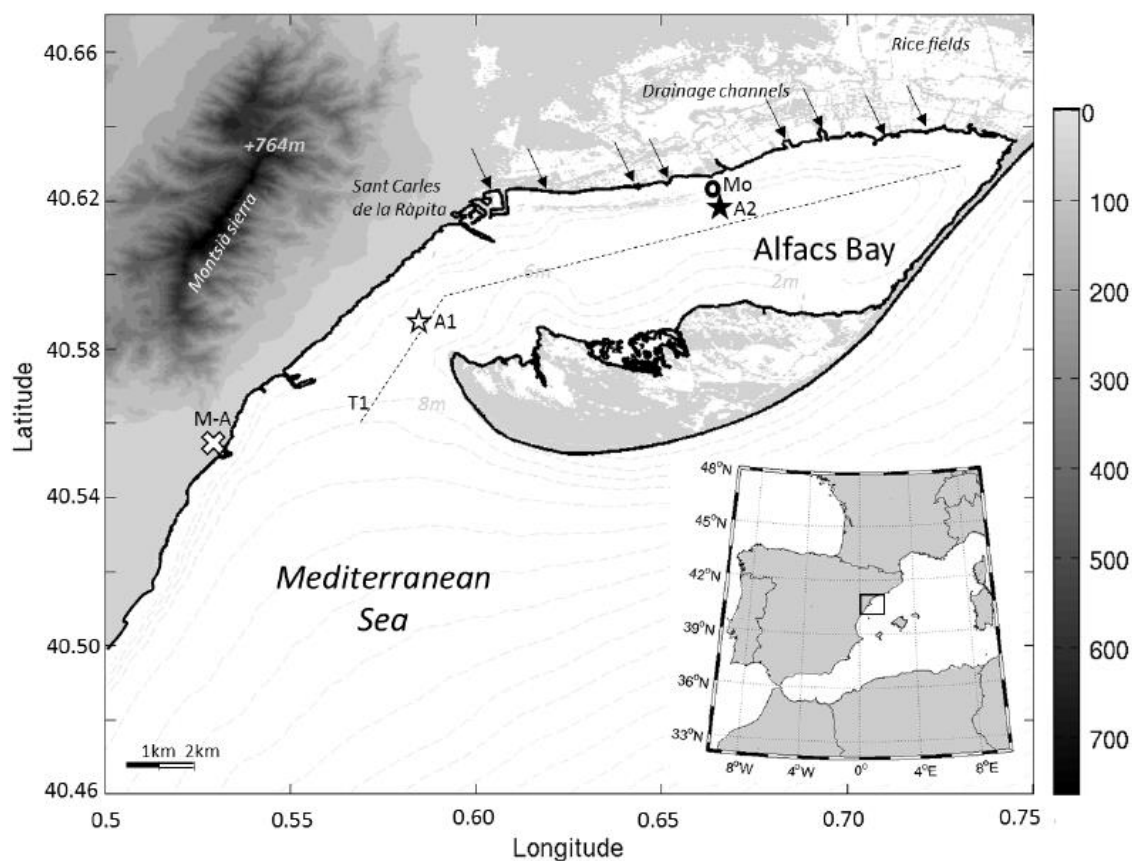 40.66
40.62
40.58
40.54
40.50
40.46
Latitude
0.5
0.55
0.60
0.65
0.70
0.75
Longitude
Rice fields
Drainage channels
+764m
Montsià sierra
Sant Carles
de la Ràpita
Mo
A2
Alfacs Bay
6m
2m
A1
T1
8m
M-A
Mediterranean
Sea
1km 2km
48°N
45°N
42°N
39°N
36°N
33°N
8°W
4°W
0°
4°E
8°E
0
100
200
300
400
500
600
700